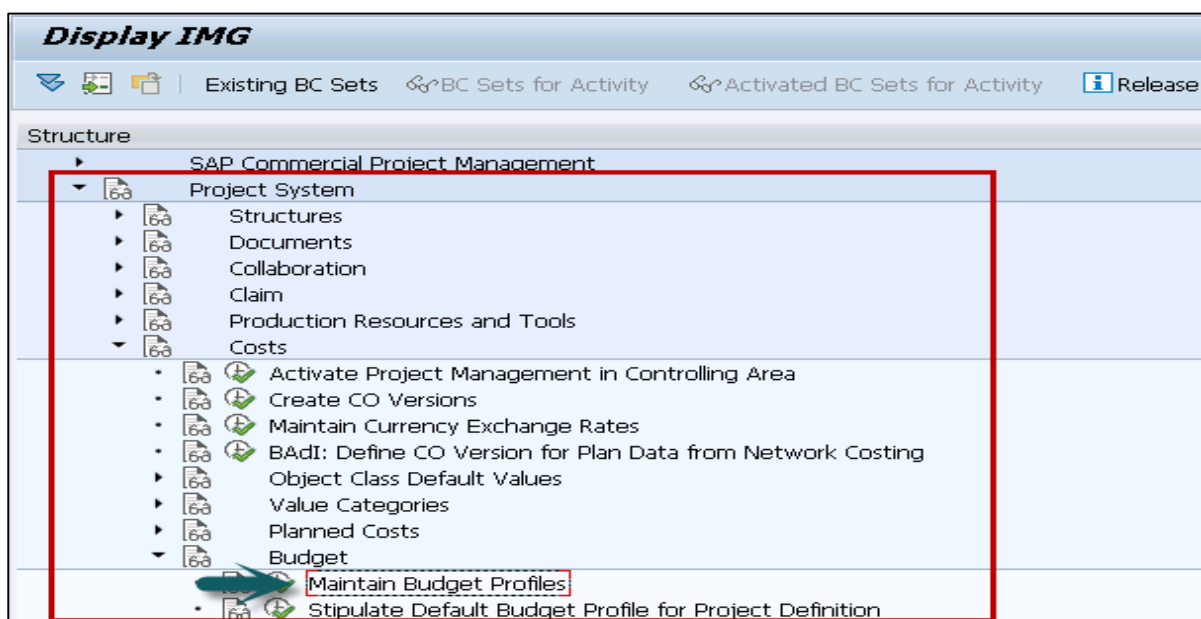 Display IMG
Existing BC Sets BC Sets for Activity Activated BC Sets for Activity Release
Structure
SAP Commercial Project Management
Project System
Structures
Documents
Collaboration
Claim
Production Resources and Tools
Costs
Activate Project Management in Controlling Area
Create CO Versions
Maintain Currency Exchange Rates
BAdI: Define CO Version for Plan Data from Network Costing
Object Class Default Values
Value Categories
Planned Costs
Budget
Maintain Budget Profiles
Stipulate Default Budget Profile for Project Definition